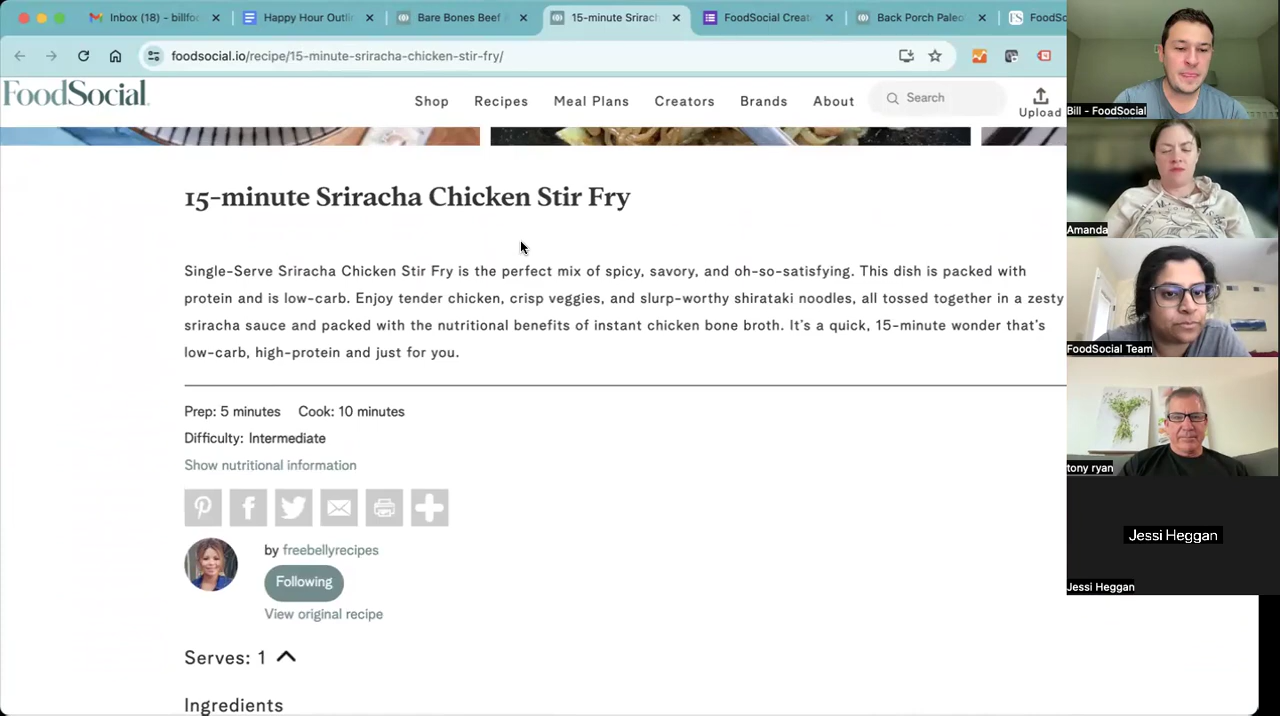 Inbox (18) - billfo
Happy Hour Outli
Bare Bones Beef
15-minute Srirach
FoodSocial Creat
Back Porch Paleo
FoodSo
foodsocial.io/recipe/15-minute-sriracha-chicken-stir-fry/
FoodSocial.
Shop
Recipes
Meal Plans
Creators
Brands
About
Search
Upload
15-minute Sriracha Chicken Stir Fry
Single-Serve Sriracha Chicken Stir Fry is the perfect mix of spicy, savory, and oh-so-satisfying. This dish is packed with
protein and is low-carb. Enjoy tender chicken, crisp veggies, and slurp-worthy shirataki noodles, all tossed together in a zesty
sriracha sauce and packed with the nutritional benefits of instant chicken bone broth. It’s a quick, 15-minute wonder that’s
low-carb, high-protein and just for you.
Prep: 5 minutes Cook: 10 minutes
Difficulty: Intermediate
Show nutritional information
by freebellyrecipes
Following
View original recipe
Serves: 1
Ingredients
Bill - FoodSocial
Amanda
FoodSocial Team
tony ryan
Jessi Heggan
Jessi Heggan